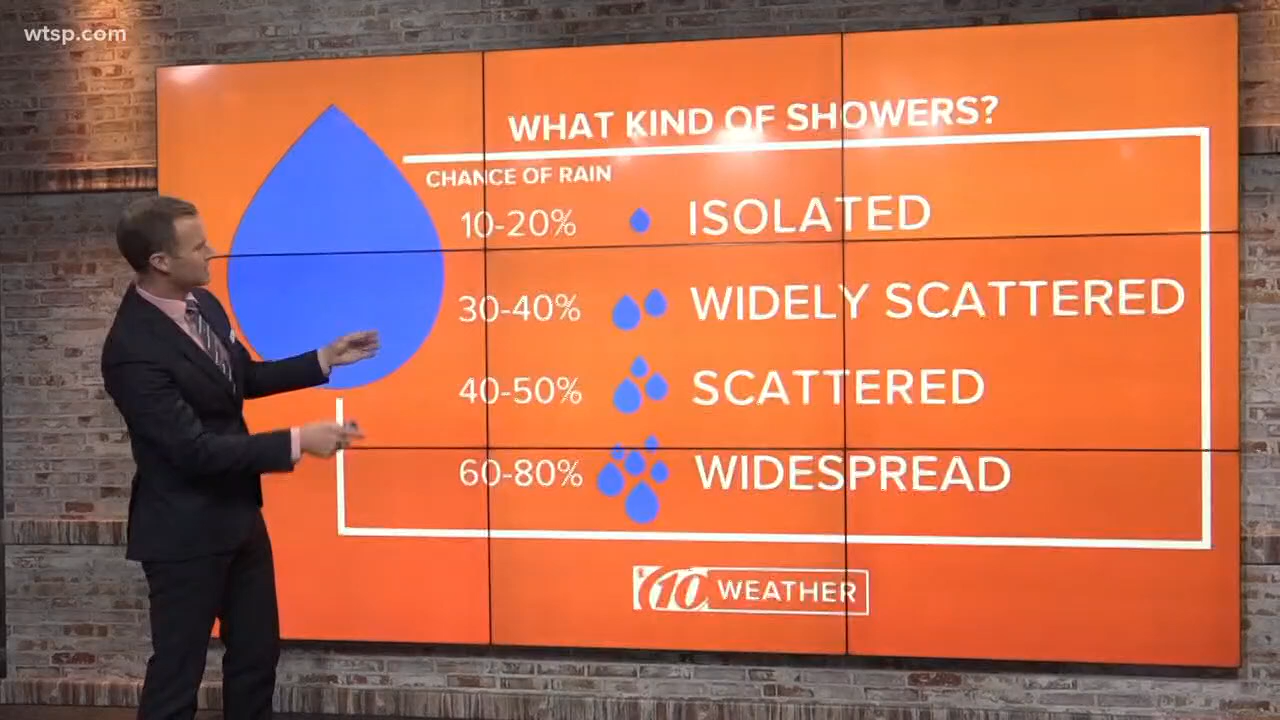 wtsp.com
WHAT KIND OF SHOWERS?
CHANCE OF RAIN
10-20% ISOLATED
30-40% WIDELY SCATTERED
40-50% SCATTERED
60-80% WIDESPREAD
10 WEATHER